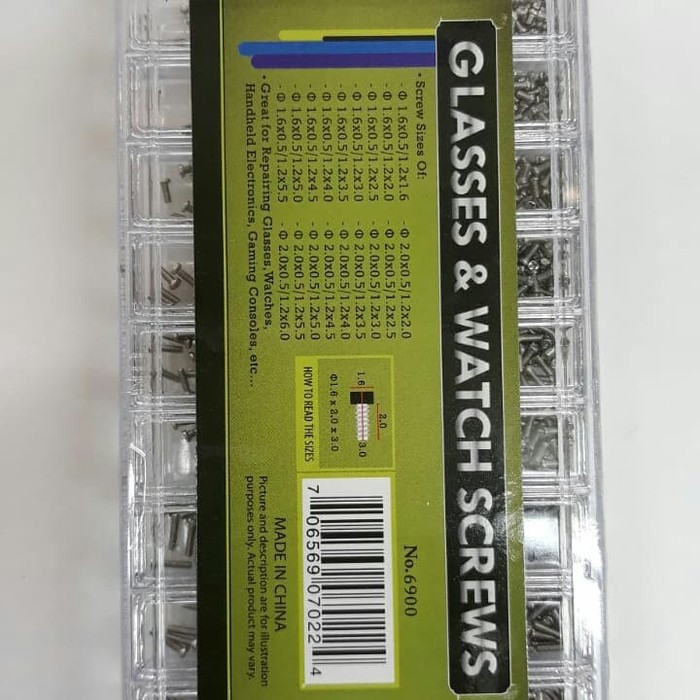 GLASSES & WATCH SCREWS
• Screw Sizes Of:
- Φ 1.6x0.5/1.2x1.6 - Φ 2.0x0.5/1.2x2.0
- Φ 1.6x0.5/1.2x2.0 - Φ 2.0x0.5/1.2x2.5
- Φ 1.6x0.5/1.2x2.5 - Φ 2.0x0.5/1.2x3.0
- Φ 1.6x0.5/1.2x3.0 - Φ 2.0x0.5/1.2x3.5
- Φ 1.6x0.5/1.2x3.5 - Φ 2.0x0.5/1.2x4.0
- Φ 1.6x0.5/1.2x4.0 - Φ 2.0x0.5/1.2x4.5
- Φ 1.6x0.5/1.2x4.5 - Φ 2.0x0.5/1.2x5.0
- Φ 1.6x0.5/1.2x5.0 - Φ 2.0x0.5/1.2x5.5
- Φ 1.6x0.5/1.2x5.5 - Φ 2.0x0.5/1.2x6.0
• Great for Repairing Glasses, Watches,
Handheld Electronics, Gaming Consoles, etc...
2.0
1.6
3.0
Φ1.6 x 2.0 x 3.0
HOW TO READ THE SIZES
No.6900
7 06569 07022 4
MADE IN CHINA
Picture and description are for illustration
purposes only. Actual product may vary.